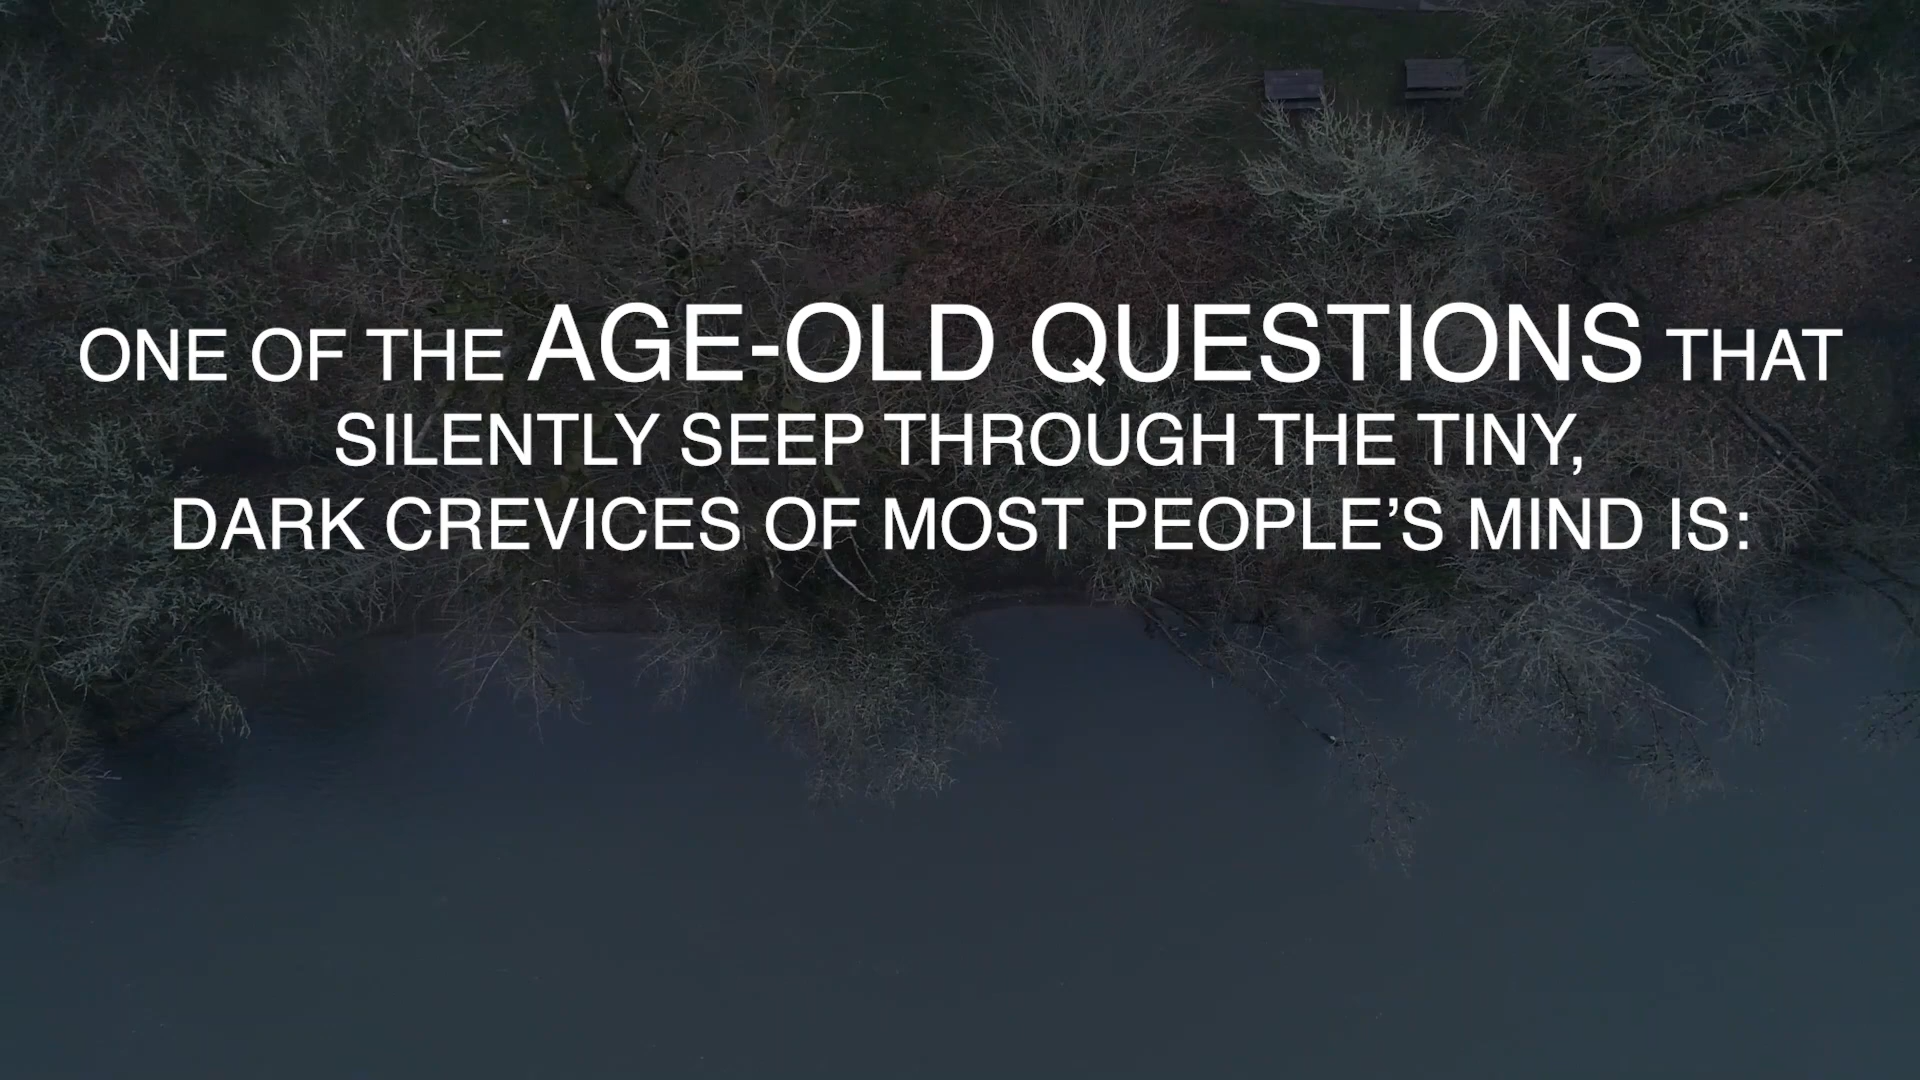 ONE OF THE AGE-OLD QUESTIONS THAT
SILENTLY SEEP THROUGH THE TINY,
DARK CREVICES OF MOST PEOPLE’S MIND IS: